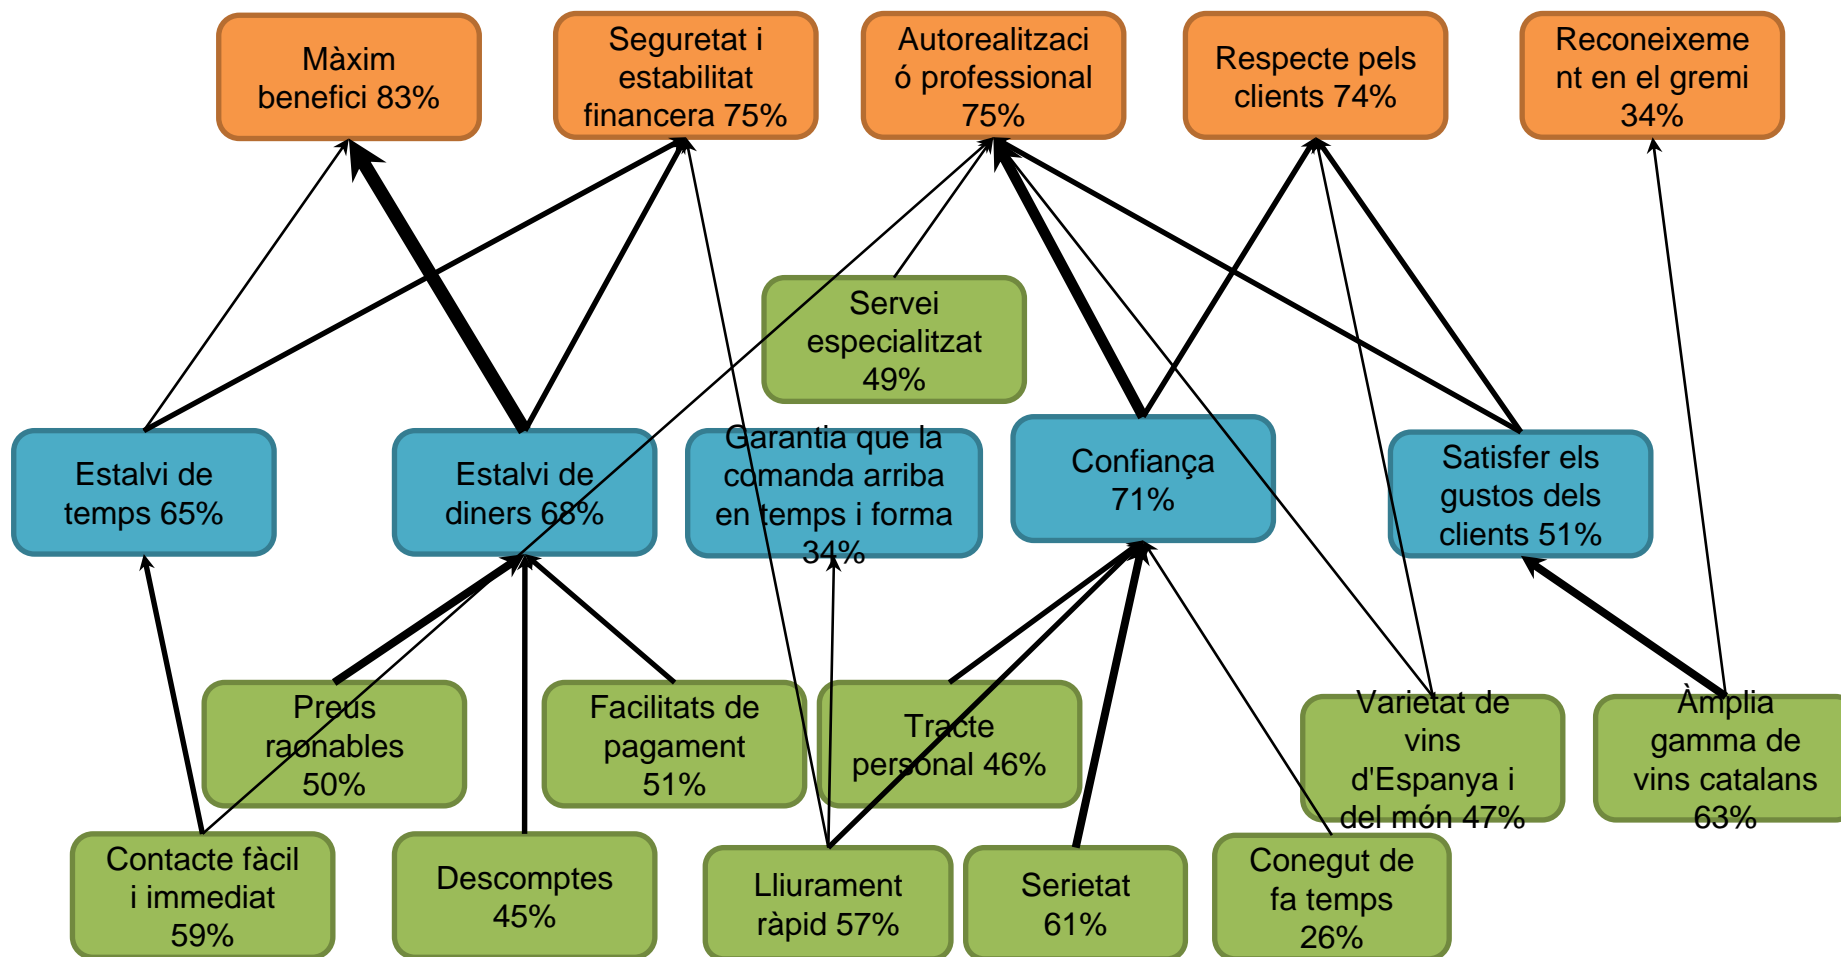 Màxim
benefici 83%
Seguretat i
estabilitat
financera 75%
Autorealitzaci
ó professional
75%
Respecte pels
clients 74%
Reconeixeme
nt en el gremi
34%
Servei
especialitzat
49%
Estalvi de
temps 65%
Estalvi de
diners 68%
Garantia que la
comanda arriba
en temps i forma
34%
Confiança
71%
Satisfer els
gustos dels
clients 51%
Preus
raonables
50%
Facilitats de
pagament
51%
Tracte
personal 46%
Varietat de
vins
d'Espanya i
del món 47%
Àmplia
gamma de
vins catalans
63%
Contacte fàcil
i immediat
59%
Descomptes
45%
Lliurament
ràpid 57%
Serietat
61%
Conegut de
fa temps
26%